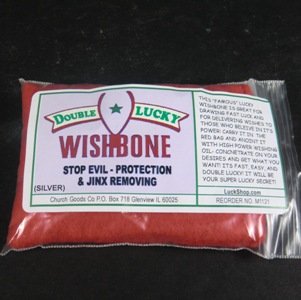 DOUBLE LUCKY
WISHBONE
STOP EVIL - PROTECTION
& JINX REMOVING
(SILVER)
Church Goods Co P.O. Box 718 Glenview IL 60025
THIS "FAMOUS" LUCKY
WISHBONE IS GREAT FOR
DRAWING FAST LUCK AND
FOR DELIVERING WISHES TO
THOSE WHO BELIEVE IN IT'S
POWER! CARRY IT IN THE
RED BAG AND ANOINT IT
WITH HIGH POWER WISHING
OIL- CONCENTRATE ON YOUR
DESIRES AND GET WHAT YOU
WANT! ITS FAST, EASY AND
DOUBLE LUCKY IT WILL BE
YOUR SUPER LUCKY SECRET!
LuckShop.com
REORDER NO. M1121